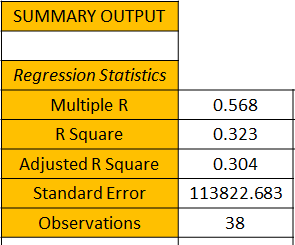 SUMMARY OUTPUT
Regression Statistics
Multiple R 0.568
R Square 0.323
Adjusted R Square 0.304
Standard Error 113822.683
Observations 38